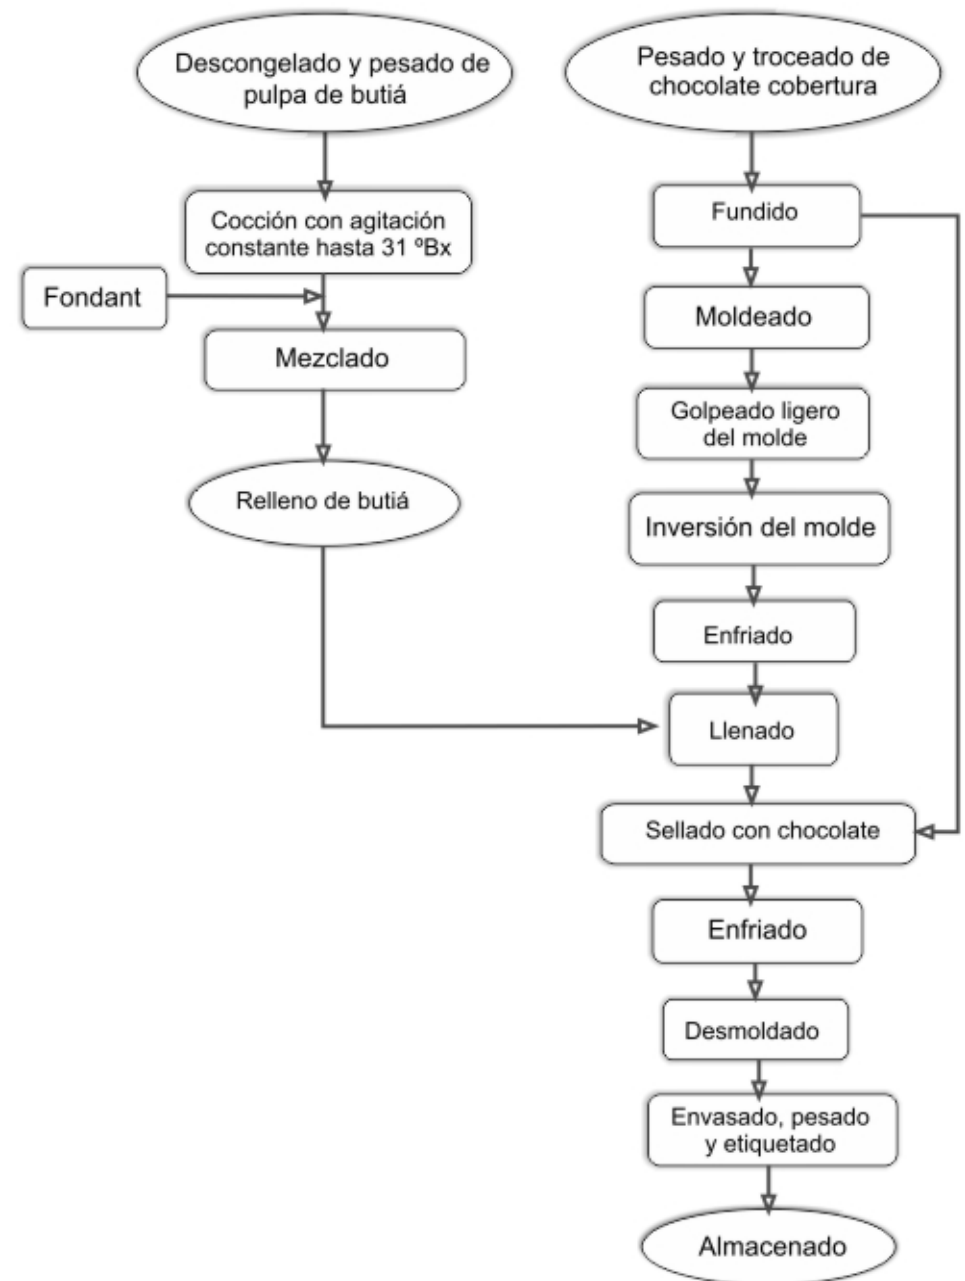 Descongelado y pesado de
pulpa de butiá
Cocción con agitación
constante hasta 31 ºBx
Fondant
Mezclado
Relleno de butiá
Pesado y troceado de
chocolate cobertura
Fundido
Moldeado
Golpeado ligero
del molde
Inversión del molde
Enfriado
Llenado
Sellado con chocolate
Enfriado
Desmoldado
Envasado, pesado
y etiquetado
Almacenado